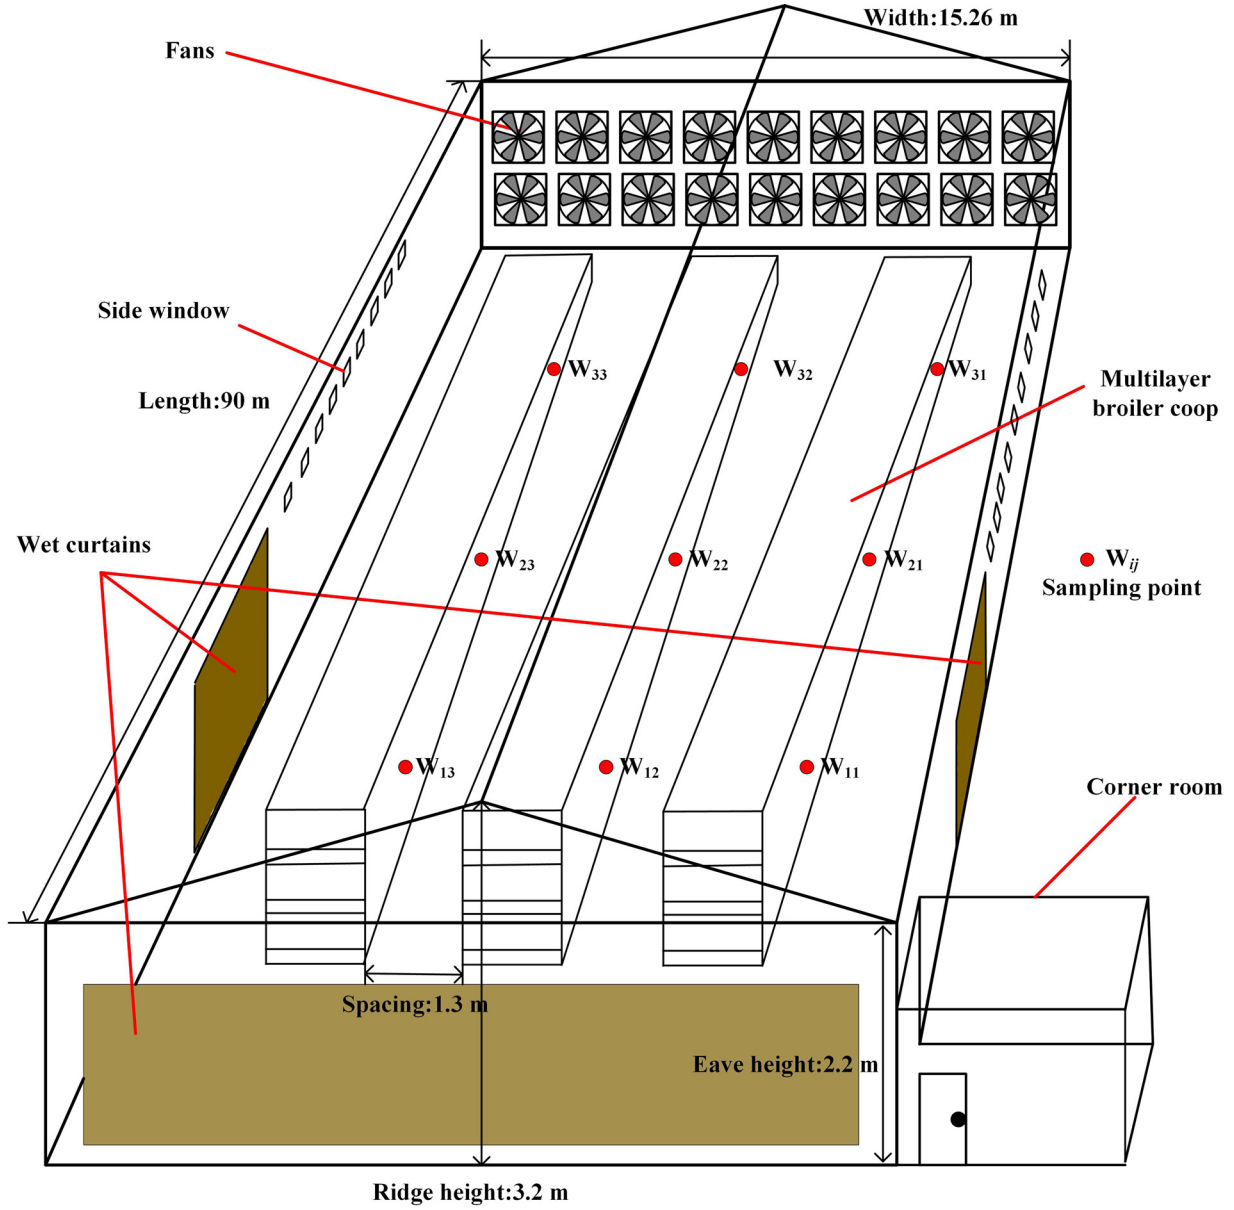 Width:15.26 m
Fans
Side window
Length:90 m
W33
W32
W31
Multilayer
broiler coop
Wet curtains
W23
W22
W21
Wij
Sampling point
W13
W12
W11
Corner room
Spacing:1.3 m
Eave height:2.2 m
Ridge height:3.2 m